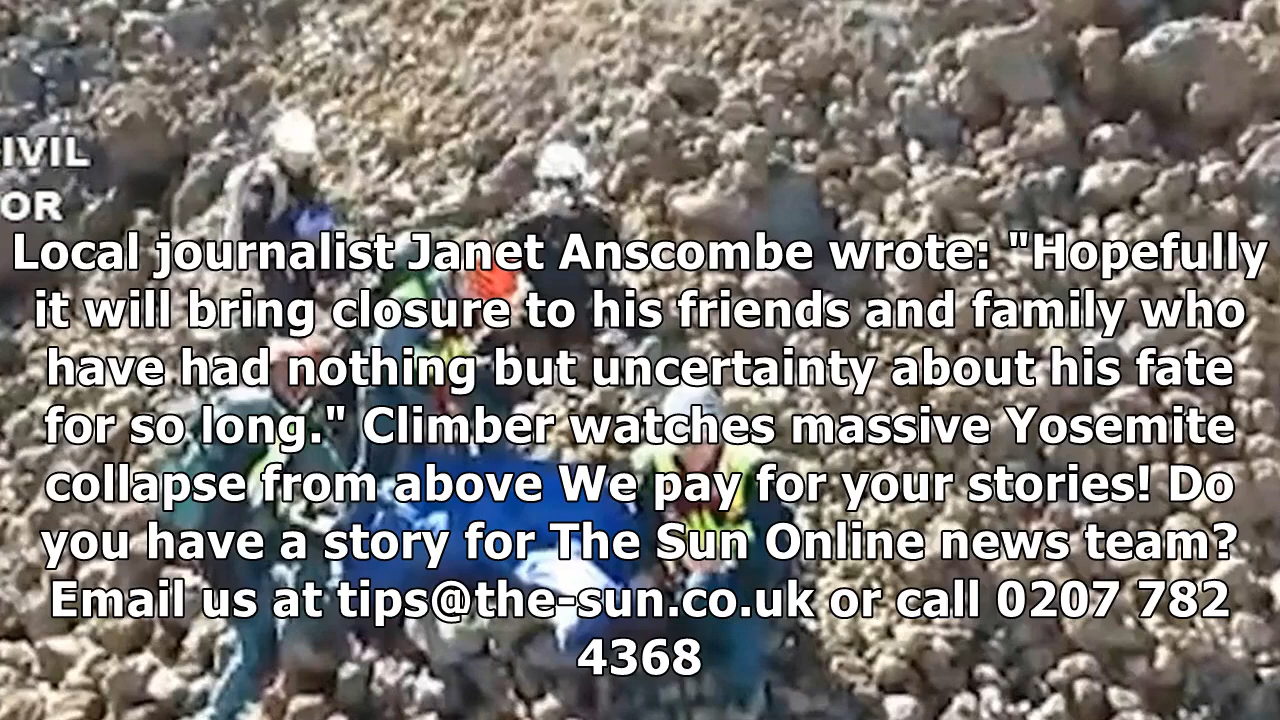 IVIL
OR
Local journalist Janet Anscombe wrote: "Hopefully
it will bring closure to his friends and family who
have had nothing but uncertainty about his fate
for so long." Climber watches massive Yosemite
collapse from above We pay for your stories! Do
you have a story for The Sun Online news team?
Email us at tips@the-sun.co.uk or call 0207 782
4368